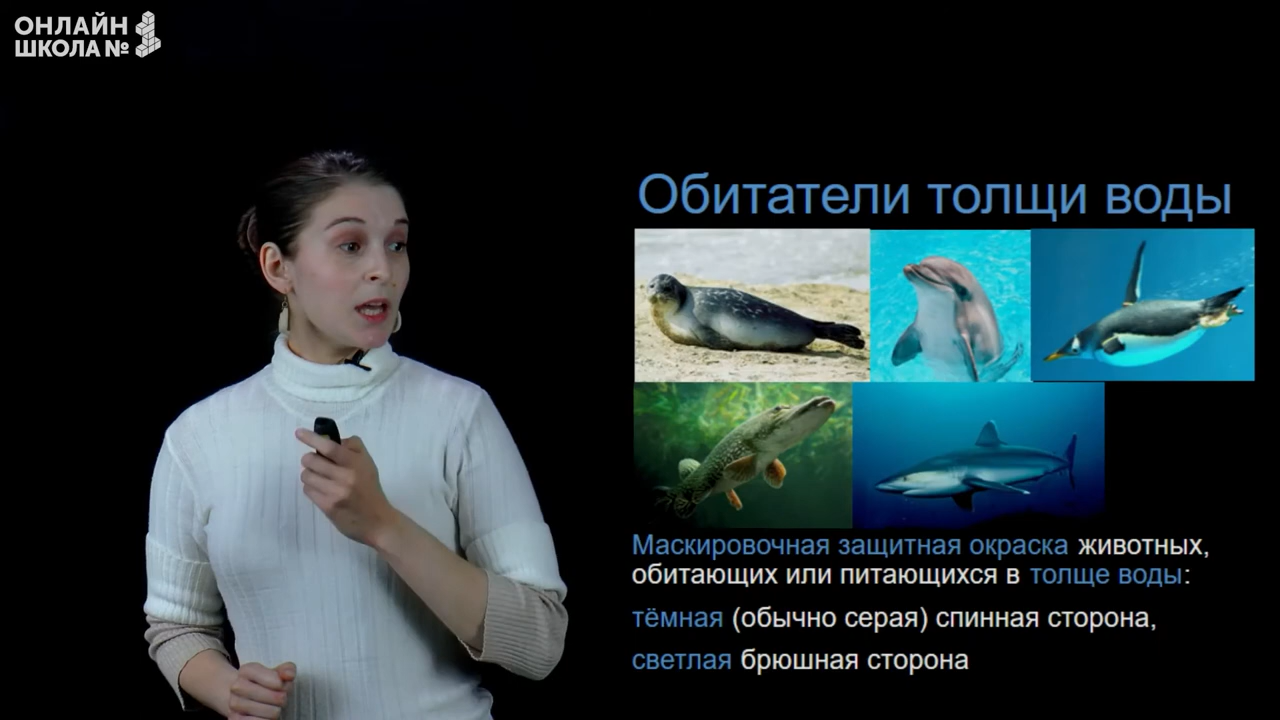 ОНЛАЙН
ШКОЛА №
Обитатели толщи воды
Маскировочная защитная окраска животных,
обитающих или питающихся в толще воды:
тёмная (обычно серая) спинная сторона,
светлая брюшная сторона